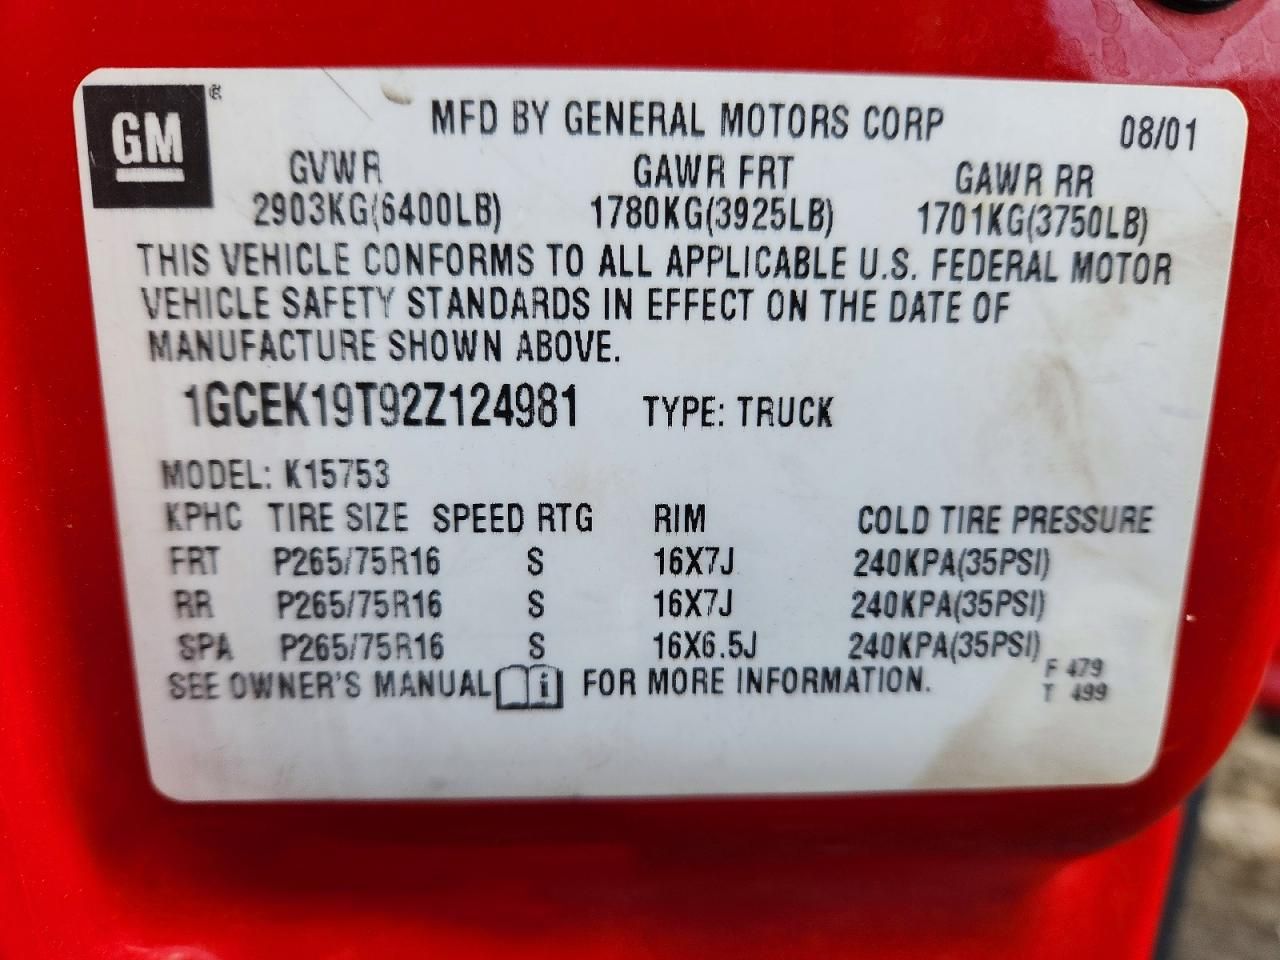 GM®
MFD BY GENERAL MOTORS CORP 08/01
GVWR GAWR FRT GAWR RR
2903KG(6400LB) 1780KG(3925LB) 1701KG(3750LB)
THIS VEHICLE CONFORMS TO ALL APPLICABLE U.S. FEDERAL MOTOR
VEHICLE SAFETY STANDARDS IN EFFECT ON THE DATE OF
MANUFACTURE SHOWN ABOVE.
1GCEK19T92Z124981 TYPE: TRUCK
MODEL: K15753
KPHC TIRE SIZE SPEED RTG RIM COLD TIRE PRESSURE
FRT P265/75R16 S 16X7J 240KPA(35PSI)
RR P265/75R16 S 16X7J 240KPA(35PSI)
SPA P265/75R16 S 16X6.5J 240KPA(35PSI)
SEE OWNER'S MANUAL i FOR MORE INFORMATION.
F 479
T 499